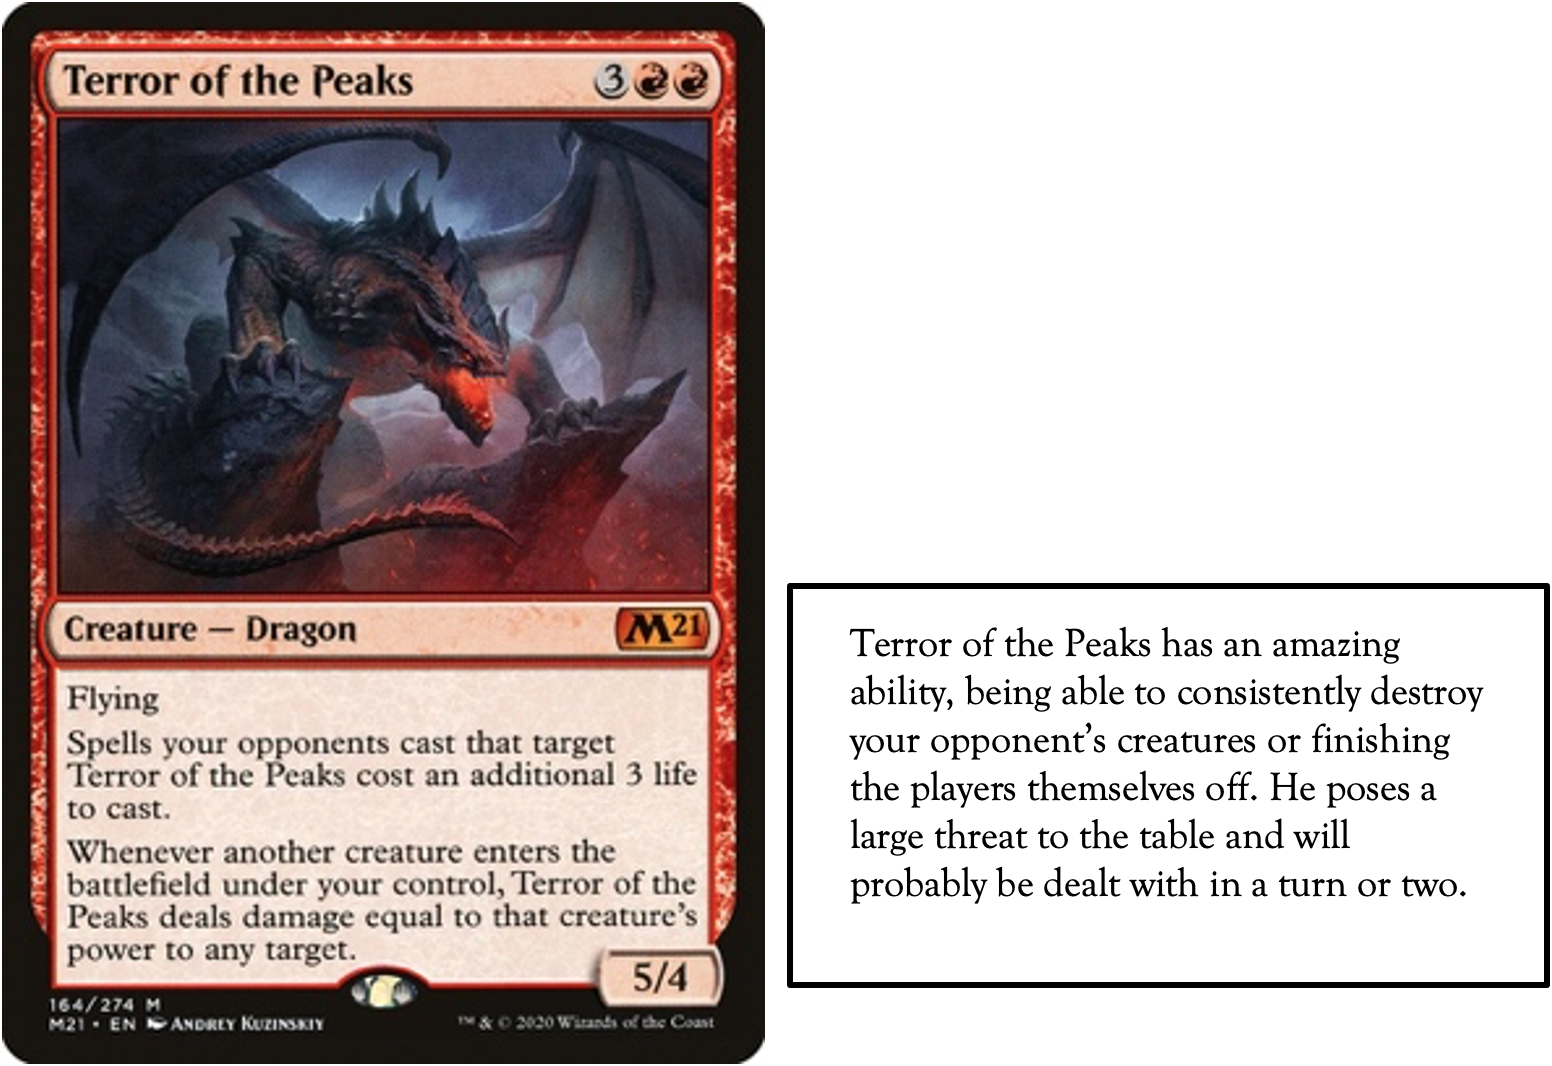 Terror of the Peaks 3
Creature — Dragon M21
Flying
Spells your opponents cast that target
Terror of the Peaks cost an additional 3 life
to cast.
Whenever another creature enters the
battlefield under your control, Terror of the
Peaks deals damage equal to that creature's
power to any target.
5/4
164/274 M
M21 • EN ANDREY KUZINSKIY
™ & © 2020 Wizards of the Coast
Terror of the Peaks has an amazing
ability, being able to consistently destroy
your opponent's creatures or finishing
the players themselves off. He poses a
large threat to the table and will
probably be dealt with in a turn or two.